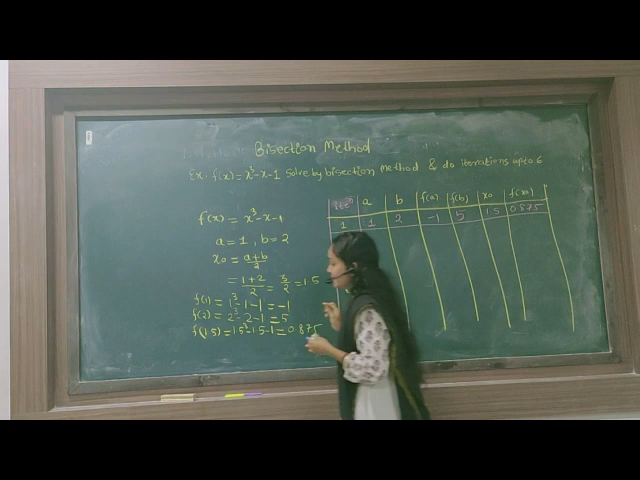 Bisection Method
Ex: f(x) = x³-x-1 solve by bisection method & do iterations upto 6
f(x) = x³-x-1
a = 1, b = 2
x0 = a+b/2
= 1+2/2 = 3/2 = 1.5
f(1) = 1³-1-1 = -1
f(2) = 2³-2-1 = 5
f(1.5) = 1.5³-1.5-1 = 0.875
a b f(a) f(b) x0 f(x0)
1 1 2 -1 5 1.5 0.875